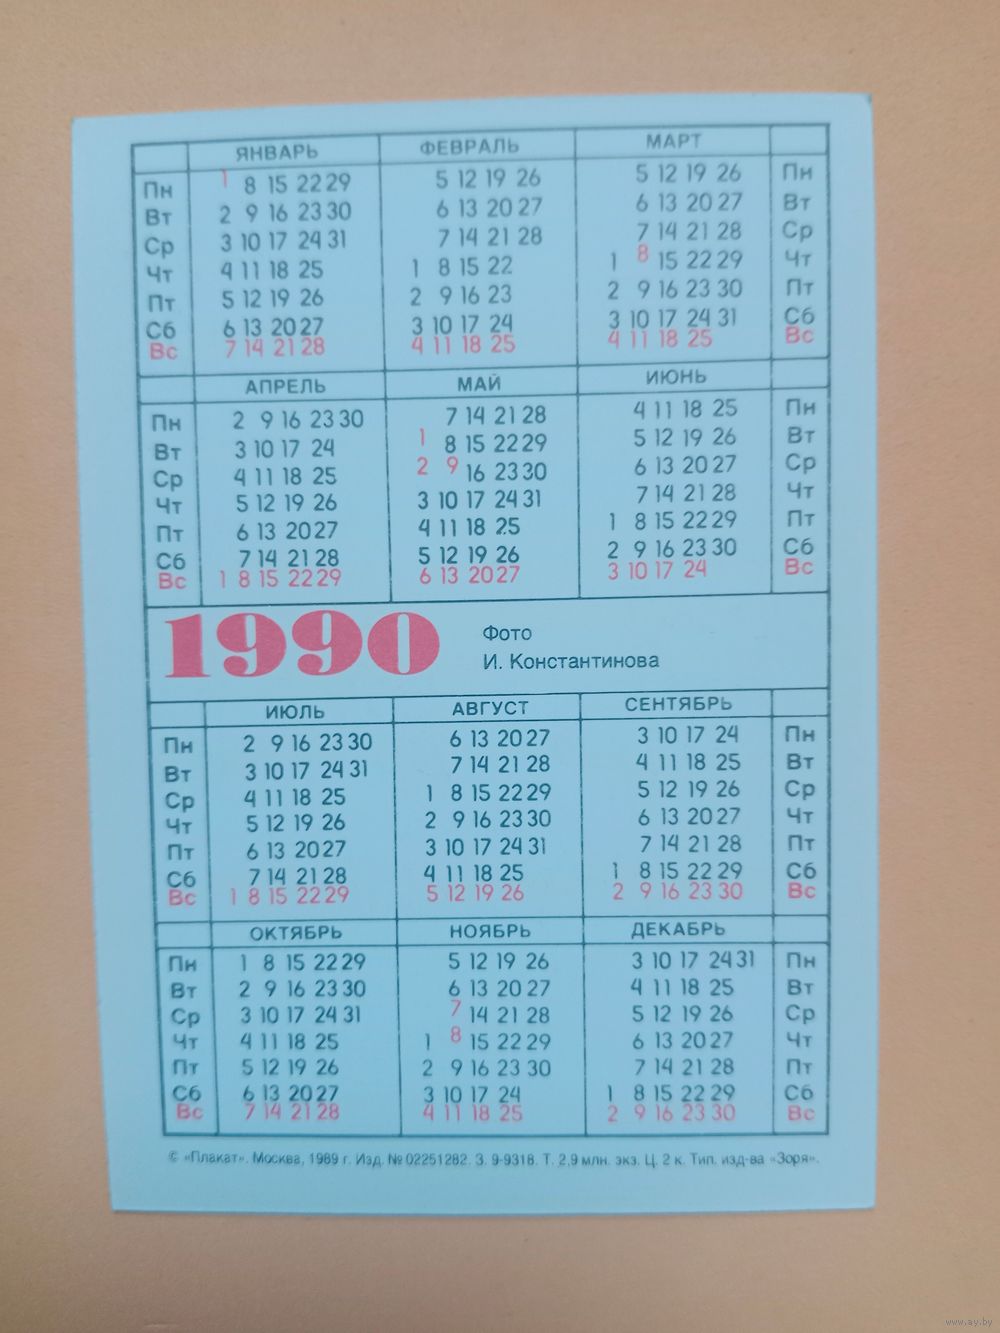 ЯНВАРЬ ФЕВРАЛЬ МАРТ
Пн 1 8 15 22 29 5 12 19 26 5 12 19 26 Пн
Вт 2 9 16 23 30 6 13 20 27 6 13 20 27 Вт
Ср 3 10 17 24 31 7 14 21 28 7 14 21 28 Ср
Чт 4 11 18 25 1 8 15 22 1 8 15 22 29 Чт
Пт 5 12 19 26 2 9 16 23 2 9 16 23 30 Пт
Сб 6 13 20 27 3 10 17 24 3 10 17 24 31 Сб
Вс 7 14 21 28 4 11 18 25 4 11 18 25 Вс
АПРЕЛЬ МАЙ ИЮНЬ
Пн 2 9 16 23 30 7 14 21 28 4 11 18 25 Пн
Вт 3 10 17 24 1 8 15 22 29 5 12 19 26 Вт
Ср 4 11 18 25 2 9 16 23 30 6 13 20 27 Ср
Чт 5 12 19 26 3 10 17 24 31 7 14 21 28 Чт
Пт 6 13 20 27 4 11 18 25 1 8 15 22 29 Пт
Сб 7 14 21 28 5 12 19 26 2 9 16 23 30 Сб
Вс 1 8 15 22 29 6 13 20 27 3 10 17 24 Вс
1990
Фото
И. Константинова
ИЮЛЬ АВГУСТ СЕНТЯБРЬ
Пн 2 9 16 23 30 6 13 20 27 3 10 17 24 Пн
Вт 3 10 17 24 31 7 14 21 28 4 11 18 25 Вт
Ср 4 11 18 25 1 8 15 22 29 5 12 19 26 Ср
Чт 5 12 19 26 2 9 16 23 30 6 13 20 27 Чт
Пт 6 13 20 27 3 10 17 24 31 7 14 21 28 Пт
Сб 7 14 21 28 4 11 18 25 1 8 15 22 29 Сб
Вс 1 8 15 22 29 5 12 19 26 2 9 16 23 30 Вс
ОКТЯБРЬ НОЯБРЬ ДЕКАБРЬ
Пн 1 8 15 22 29 5 12 19 26 3 10 17 24 31 Пн
Вт 2 9 16 23 30 6 13 20 27 4 11 18 25 Вт
Ср 3 10 17 24 31 7 14 21 28 5 12 19 26 Ср
Чт 4 11 18 25 1 8 15 22 29 6 13 20 27 Чт
Пт 5 12 19 26 2 9 16 23 30 7 14 21 28 Пт
Сб 6 13 20 27 3 10 17 24 1 8 15 22 29 Сб
Вс 7 14 21 28 4 11 18 25 2 9 16 23 30 Вс
© «Плакат». Москва, 1989 г. Изд. № 02251282. З. 9-9318. Т. 2,9 млн. экз. Ц. 2 к. Тип. изд-ва «Зоря».
www.ay.by